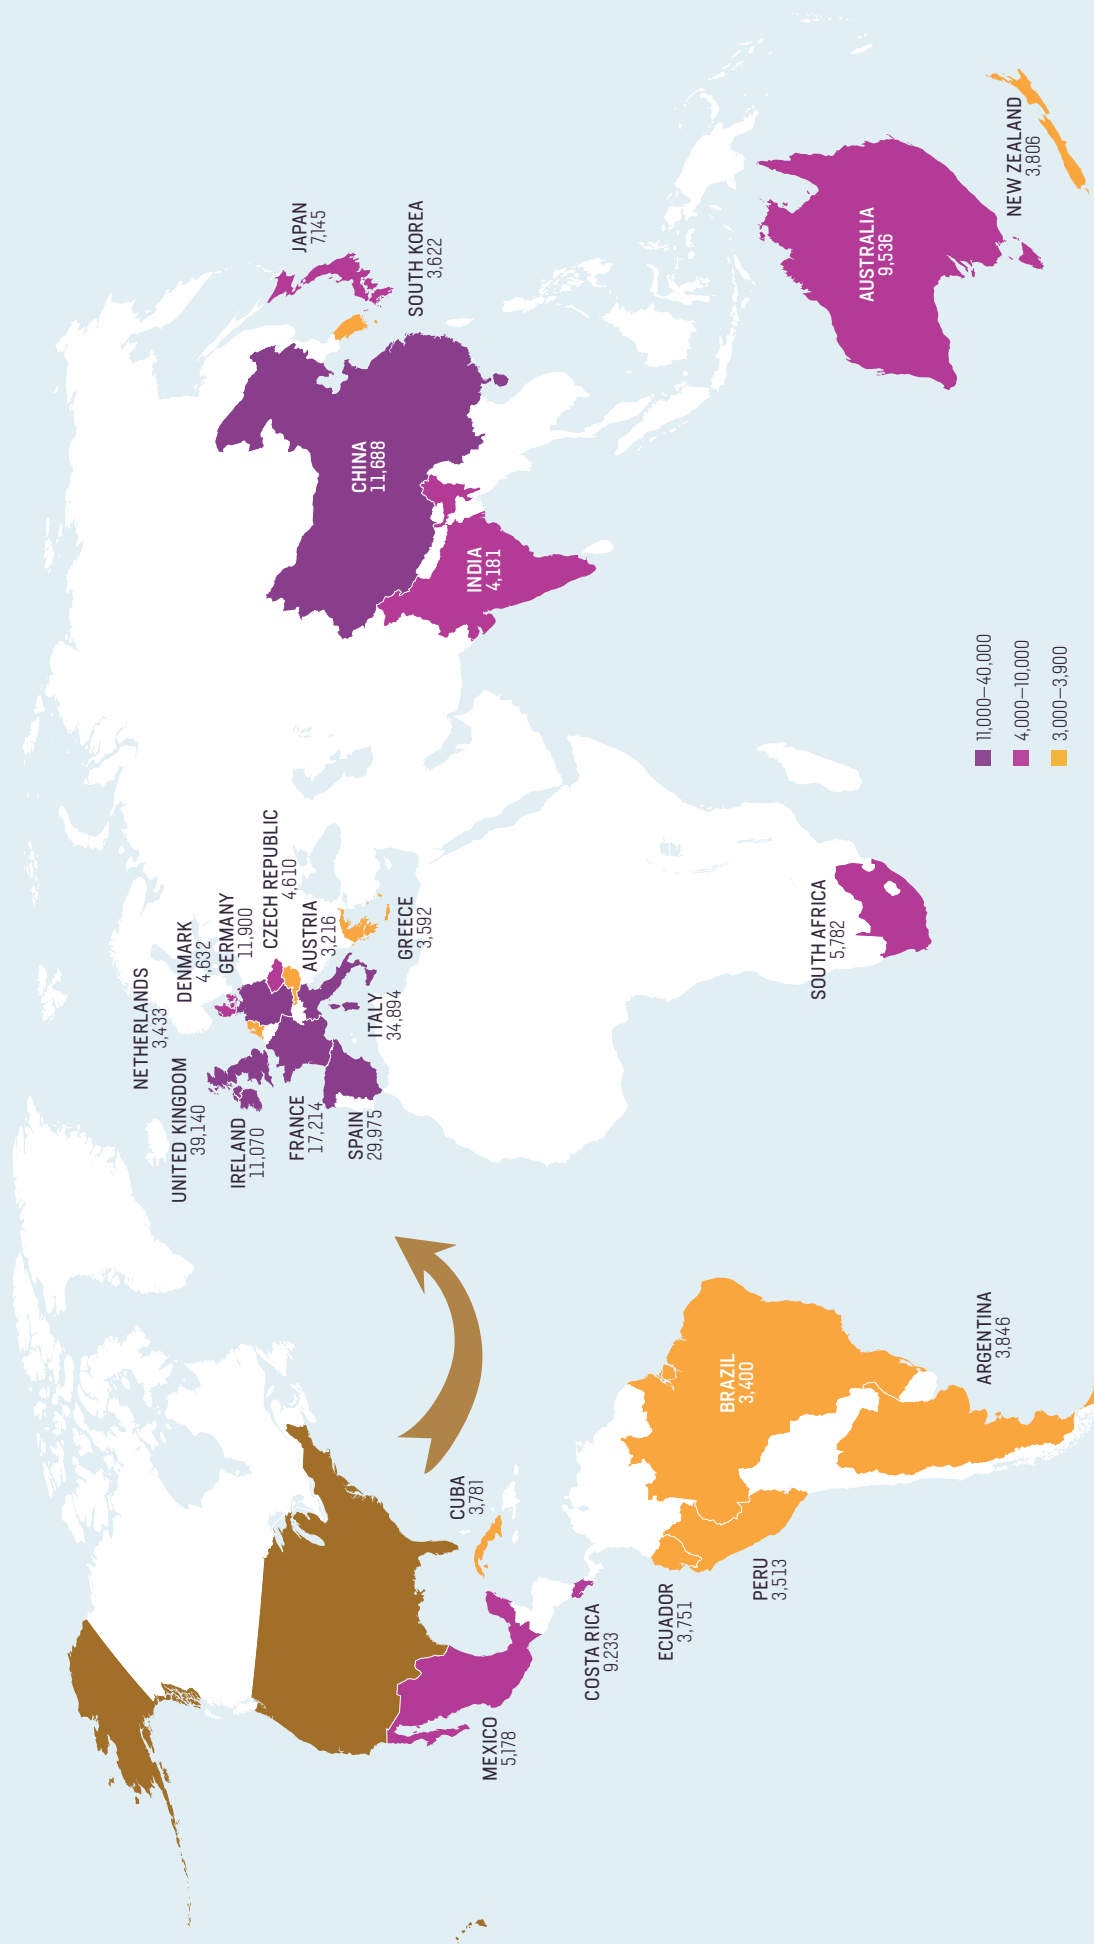 NETHERLANDS
3,433
UNITED KINGDOM
39,140
DENMARK
4,632
GERMANY
11,900
IRELAND
11,070
CZECH REPUBLIC
4,610
FRANCE
17,214
AUSTRIA
3,216
SPAIN
29,975
ITALY
34,894
GREECE
3,592
JAPAN
7,145
SOUTH KOREA
3,622
CHINA
11,688
INDIA
4,181
CUBA
3,781
MEXICO
5,178
COSTA RICA
9.233
ECUADOR
3,751
PERU
3,513
BRAZIL
3,400
ARGENTINA
3,846
SOUTH AFRICA
5,782
AUSTRALIA
9,536
NEW ZEALAND
3,806
11,000–40,000
4,000–10,000
3,000–3,900